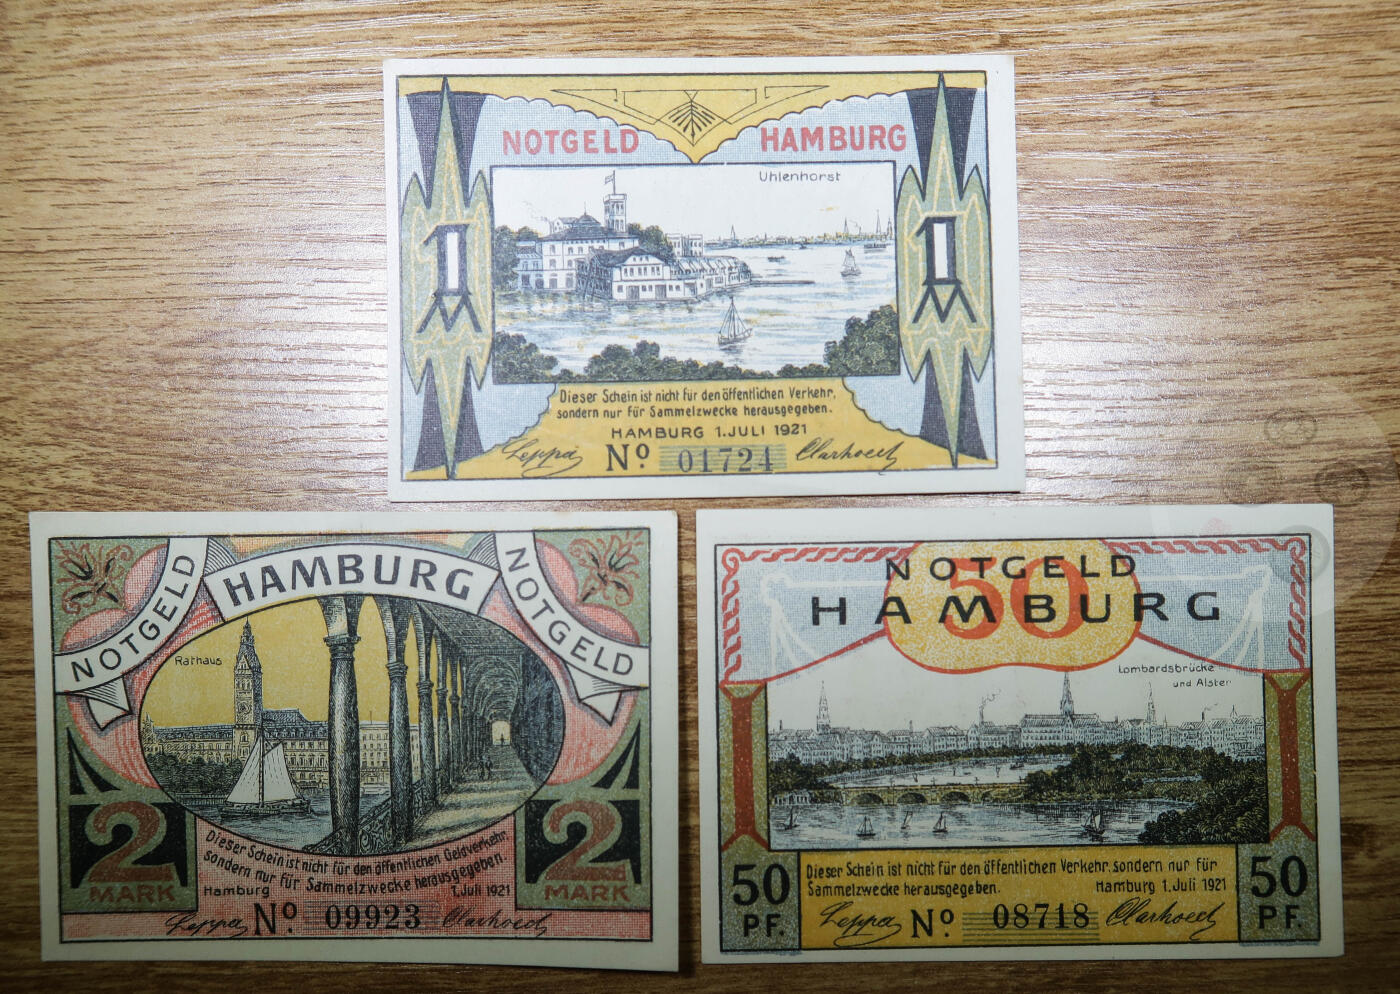 NOTGELD HAMBURG
Uhlenhorst
1 M
1 M
Dieser Schein ist nicht für den öffentlichen Verkehr,
sondern nur für Sammelzwecke herausgegeben.
HAMBURG 1. JULI 1921
Nº 01724
NOTGELD HAMBURG NOTGELD
Rathaus
2 MARK
2 MARK
Dieser Schein ist nicht für den öffentlichen Geldverkehr,
sondern nur für Sammelzwecke herausgegeben.
Hamburg 1. Juli 1921
Nº 09923
50
NOTGELD
HAMBURG
Lombardsbrücke
und Alster
50 PF.
50 PF.
Dieser Schein ist nicht für den öffentlichen Verkehr. sondern nur für
Sammelzwecke herausgegeben. Hamburg 1. Juli 1921
Nº 08718